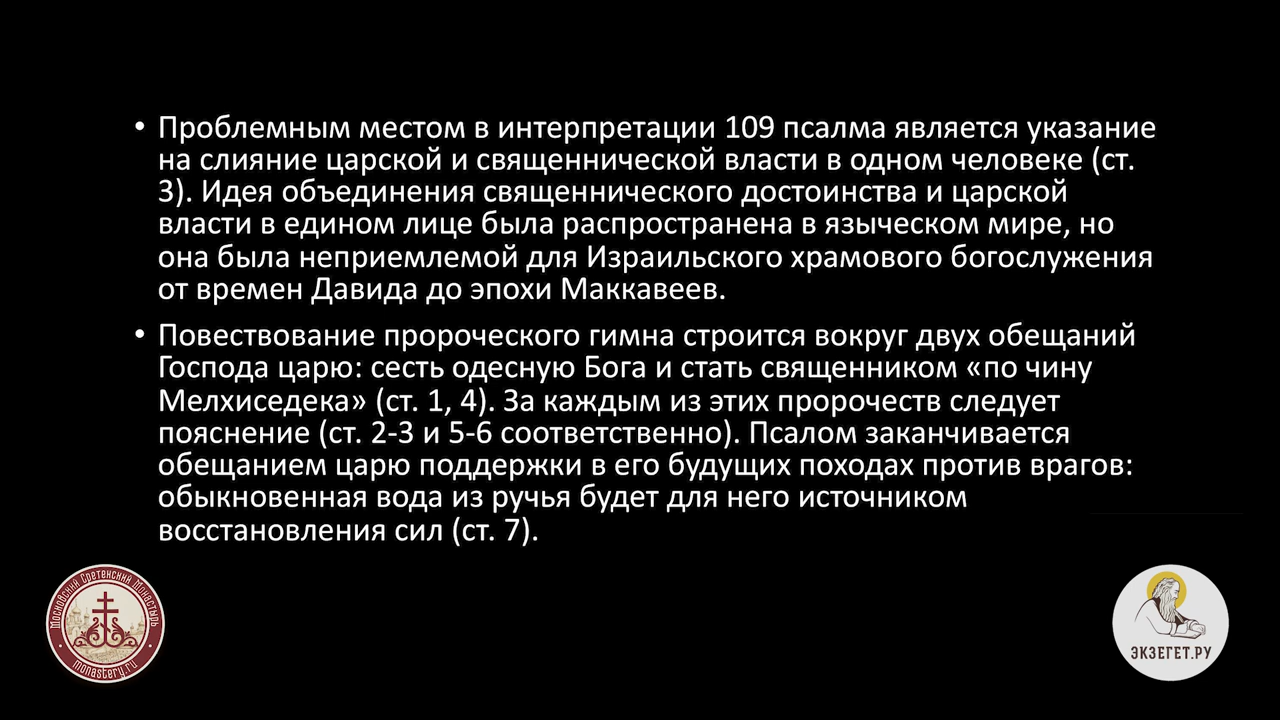 • Проблемным местом в интерпретации 109 псалма является указание
на слияние царской и священнической власти в одном человеке (ст.
3). Идея объединения священнического достоинства и царской
власти в едином лице была распространена в языческом мире, но
она была неприемлемой для Израильского храмового богослужения
от времен Давида до эпохи Маккавеев.
• Повествование пророческого гимна строится вокруг двух обещаний
Господа царю: сесть одесную Бога и стать священником «по чину
Мелхиседека» (ст. 1, 4). За каждым из этих пророчеств следует
пояснение (ст. 2-3 и 5-6 соответственно). Псалом заканчивается
обещанием царю поддержки в его будущих походах против врагов:
обыкновенная вода из ручья будет для него источником
восстановления сил (ст. 7).
Московский Сретенский Монастырь
monastery.ru
ЭКЗЕГЕТ.РУ